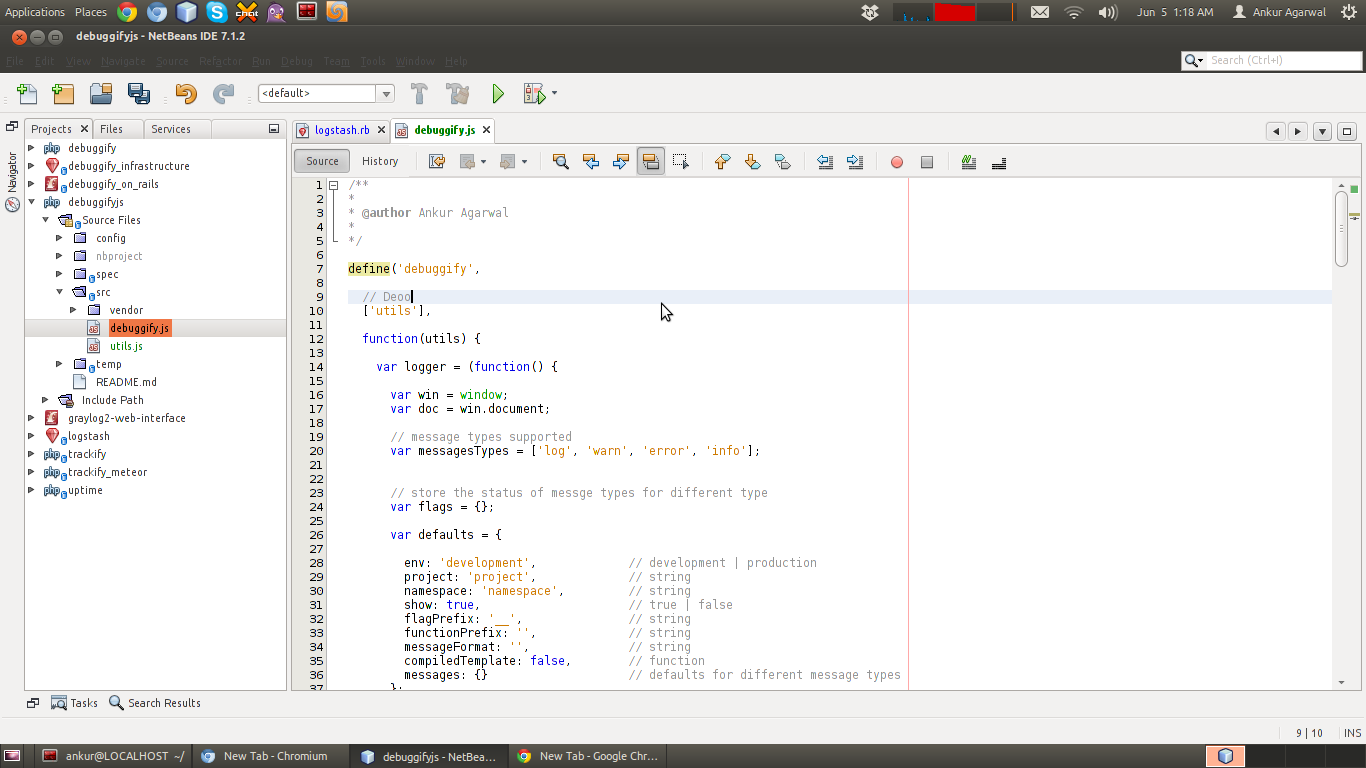 Applications Places
Jun 5 1:18 AM Ankur Agarwal
debuggifyjs - NetBeans IDE 7.1.2
File Edit View Navigate Source Refactor Run Debug Team Tools Window Help
Search (Ctrl+I)
<default>
Projects Files Services
logstash.rb debuggify.js
Navigator
Source History
debuggify
debuggify_infrastructure
debuggify_on_rails
debuggifyjs
Source Files
config
nbproject
spec
src
vendor
debuggify.js
utils.js
temp
README.md
Include Path
graylog2-web-interface
logstash
trackify
trackify_meteor
uptime
1 /**
2 *
3 * @author Ankur Agarwal
4 *
5 */
6
7 define('debuggify',
8
9 // Deoo
10 ['utils'],
11
12 function(utils) {
13
14 var logger = (function() {
15
16 var win = window;
17 var doc = win.document;
18
19 // message types supported
20 var messagesTypes = ['log', 'warn', 'error', 'info'];
21
22
23 // store the status of messge types for different type
24 var flags = {};
25
26 var defaults = {
27
28 env: 'development', // development | production
29 project: 'project', // string
30 namespace: 'namespace', // string
31 show: true, // true | false
32 flagPrefix: '__', // string
33 functionPrefix: '', // string
34 messageFormat: '', // string
35 compiledTemplate: false, // function
36 messages: {} // defaults for different message types
37 };
Tasks Search Results
9 | 10 INS
ankur@LOCALHOST ~/ New Tab - Chromium debuggifyjs - NetBea... New Tab - Google Chr...